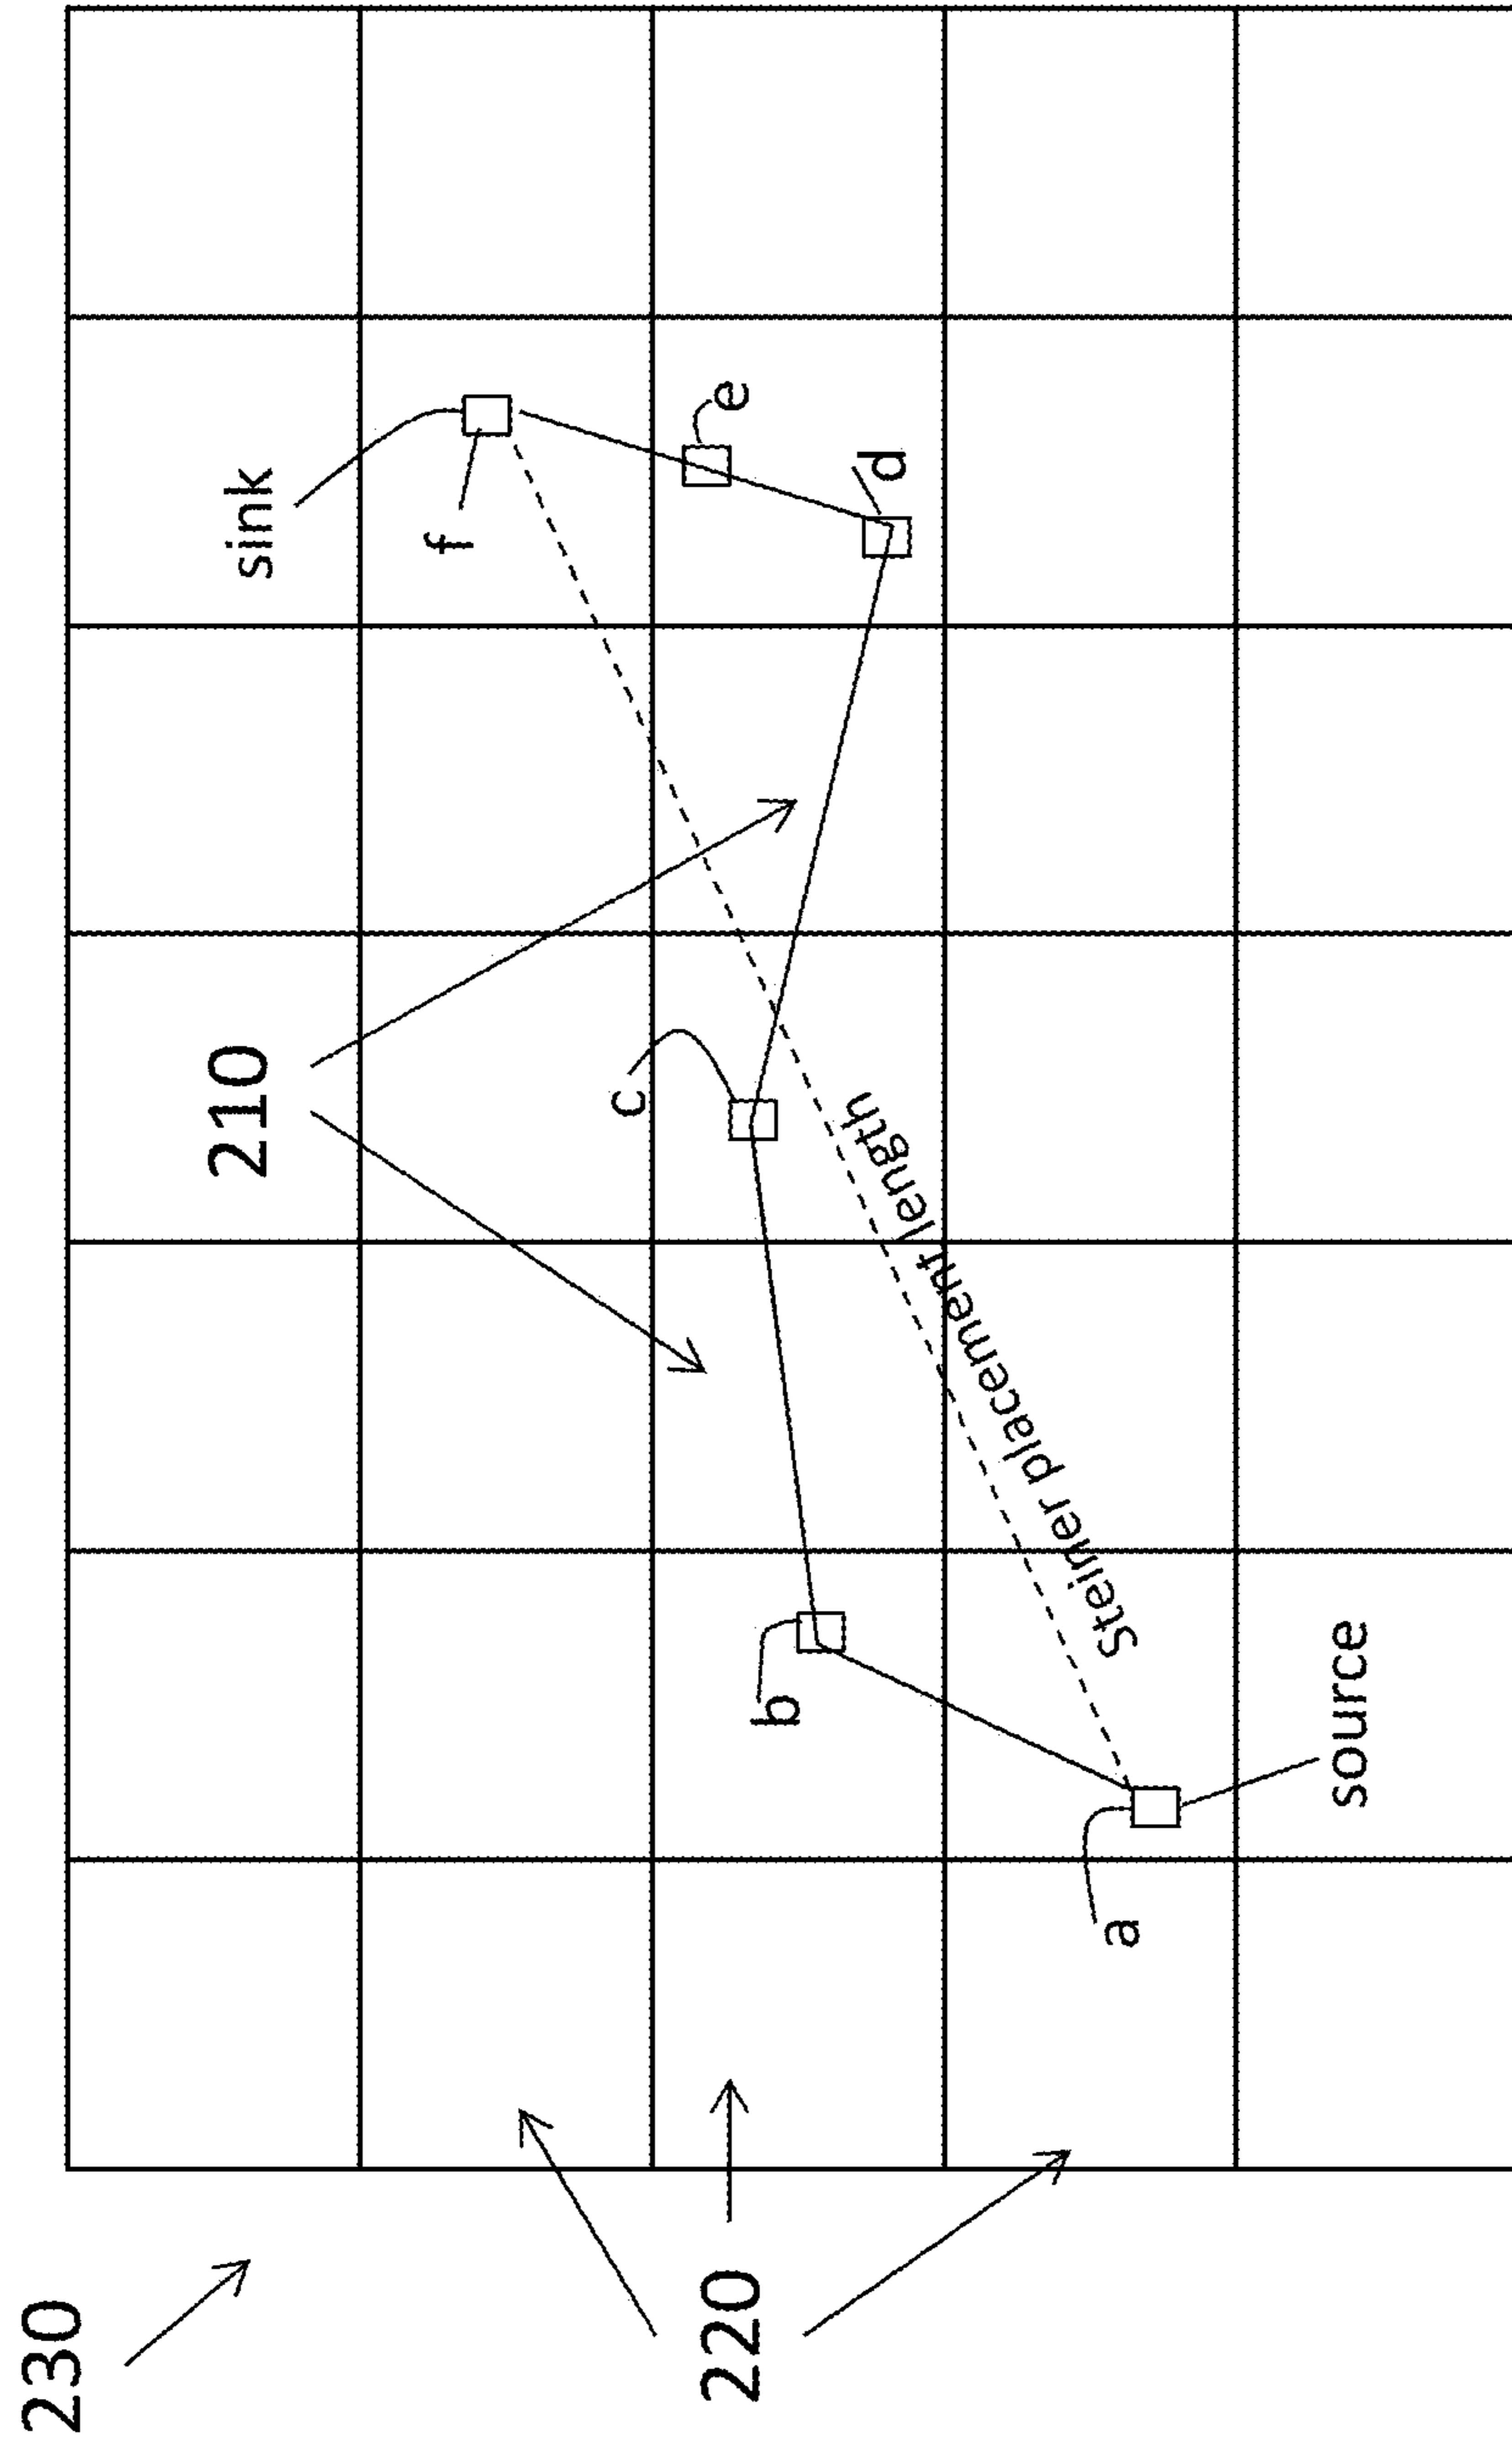 230
210
sink
f
e
c
d
b
220
Steiner placement length
a
source